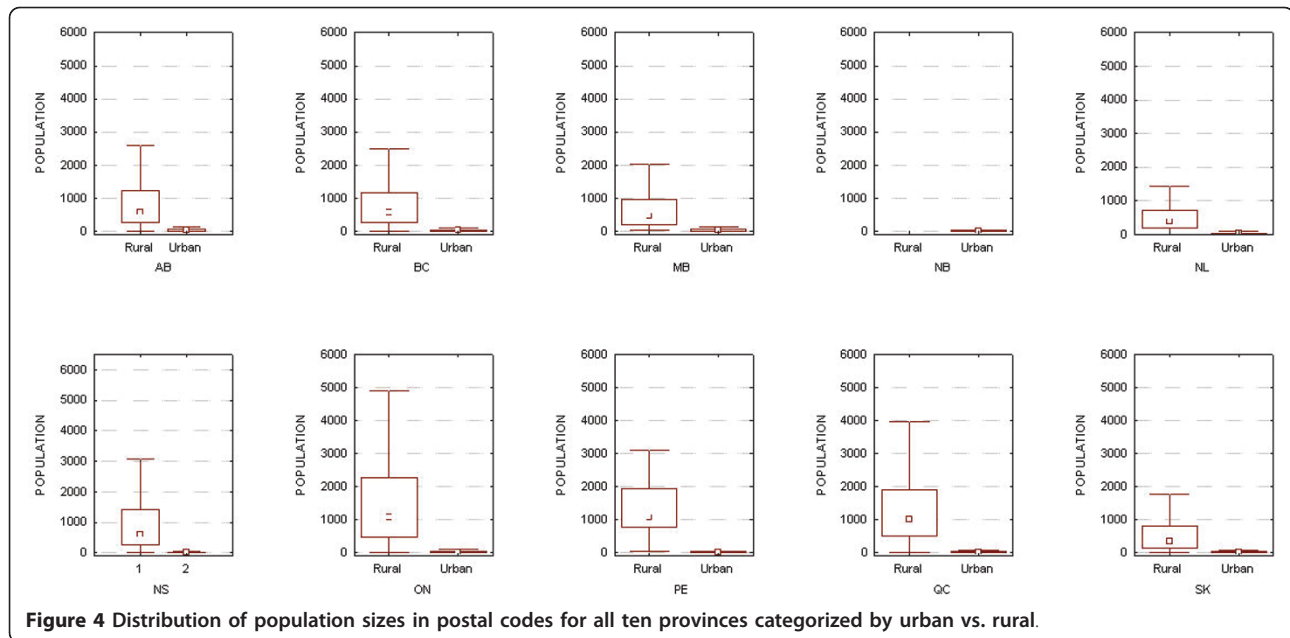 6000 6000 6000 6000 6000
5000 5000 5000 5000 5000
4000 4000 4000 4000 4000
POPULATION POPULATION POPULATION POPULATION POPULATION
3000 3000 3000 3000 3000
2000 2000 2000 2000 2000
1000 1000 1000 1000 1000
0 0 0 0 0
Rural Urban Rural Urban Rural Urban Rural Urban Rural Urban
AB BC MB NB NL
6000 6000 6000 6000 6000
5000 5000 5000 5000 5000
4000 4000 4000 4000 4000
POPULATION POPULATION POPULATION POPULATION POPULATION
3000 3000 3000 3000 3000
2000 2000 2000 2000 2000
1000 1000 1000 1000 1000
0 0 0 0 0
1 2 Rural Urban Rural Urban Rural Urban Rural Urban
NS ON PE QC SK
Figure 4 Distribution of population sizes in postal codes for all ten provinces categorized by urban vs. rural.